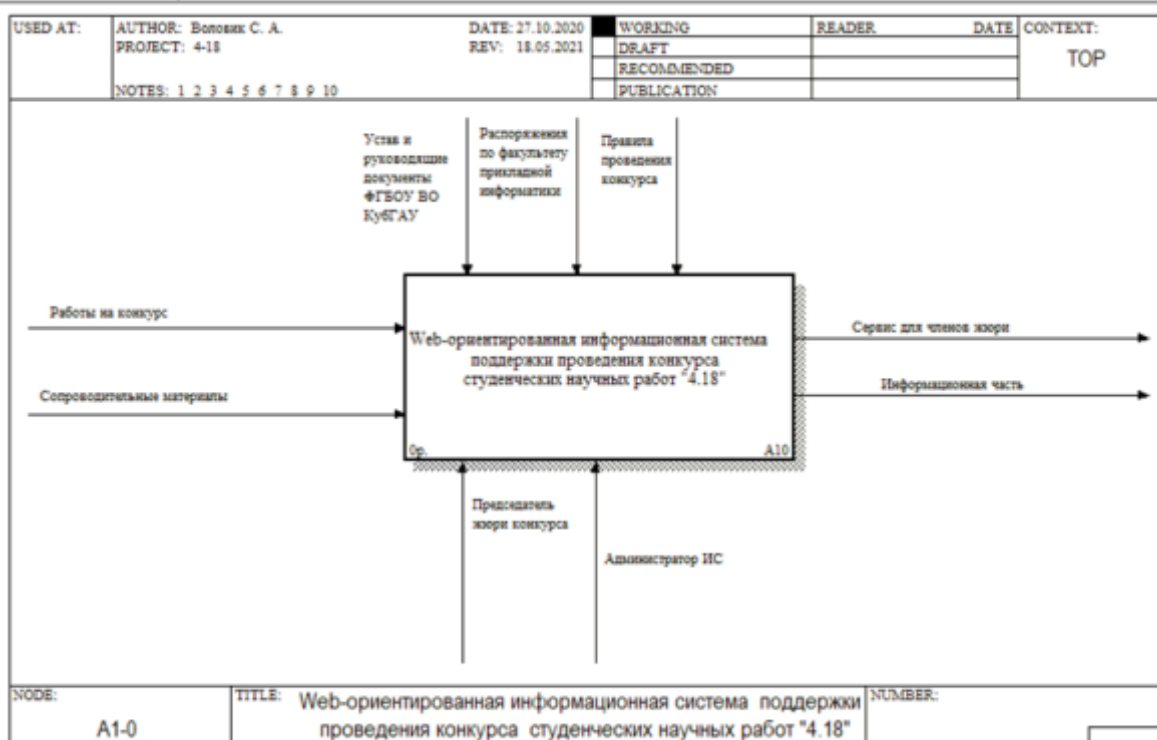 USED AT:
AUTHOR: Воловик С. А.
DATE: 27.10.2020
PROJECT: 4-18
REV: 18.05.2021
NOTES: 1 2 3 4 5 6 7 8 9 10
WORKING
DRAFT
RECOMMENDED
PUBLICATION
READER
DATE
CONTEXT:
TOP
Устав и
руководящие
документы
ФГБОУ ВО
КубГАУ
Распоряжения
по факультету
прикладной
информатики
Правила
проведения
конкурса
Работы на конкурс
Сопроводительные материалы
Web-ориентированная информационная система
поддержки проведения конкурса
студенческих научных работ "4.18"
0р.
A10
Сервис для членов жюри
Информационная часть
Председатель
жюри конкурса
Администратор ИС
NODE:
A1-0
TITLE:
Web-ориентированная информационная система поддержки
проведения конкурса студенческих научных работ "4.18"
NUMBER: